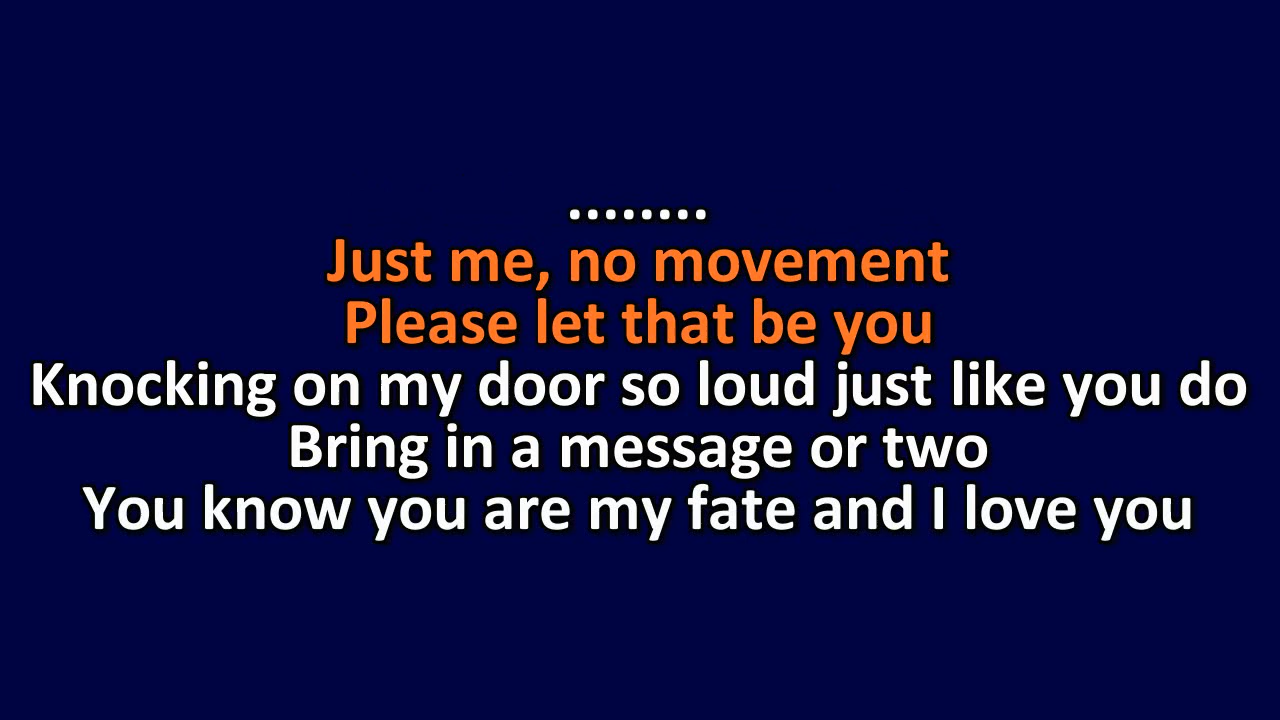 ........
Just me, no movement
Please let that be you
Knocking on my door so loud just like you do
Bring in a message or two
You know you are my fate and I love you